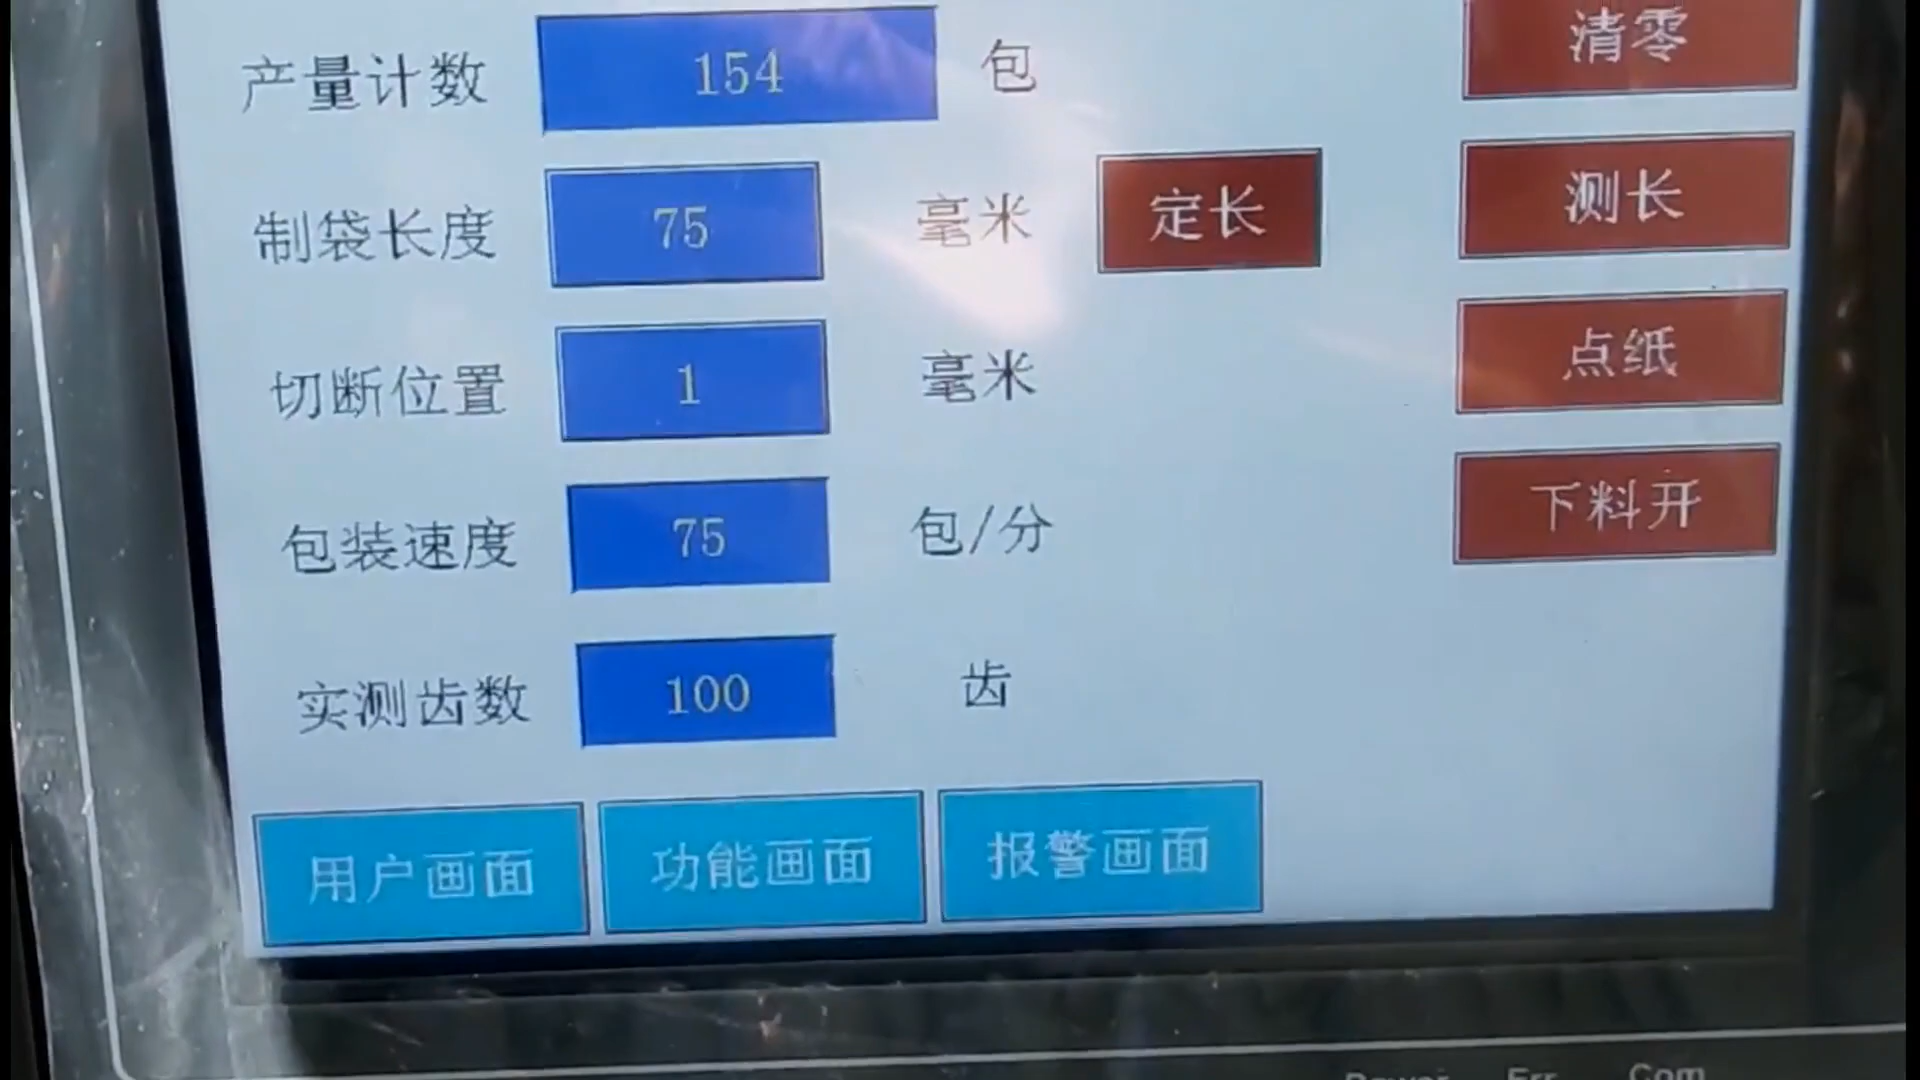 产量计数 154 包 清零
制袋长度 75 毫米 定长 测长
切断位置 1 毫米 点纸
包装速度 75 包/分 下料开
实测齿数 100 齿
用户画面 功能画面 报警画面
Power Err Com